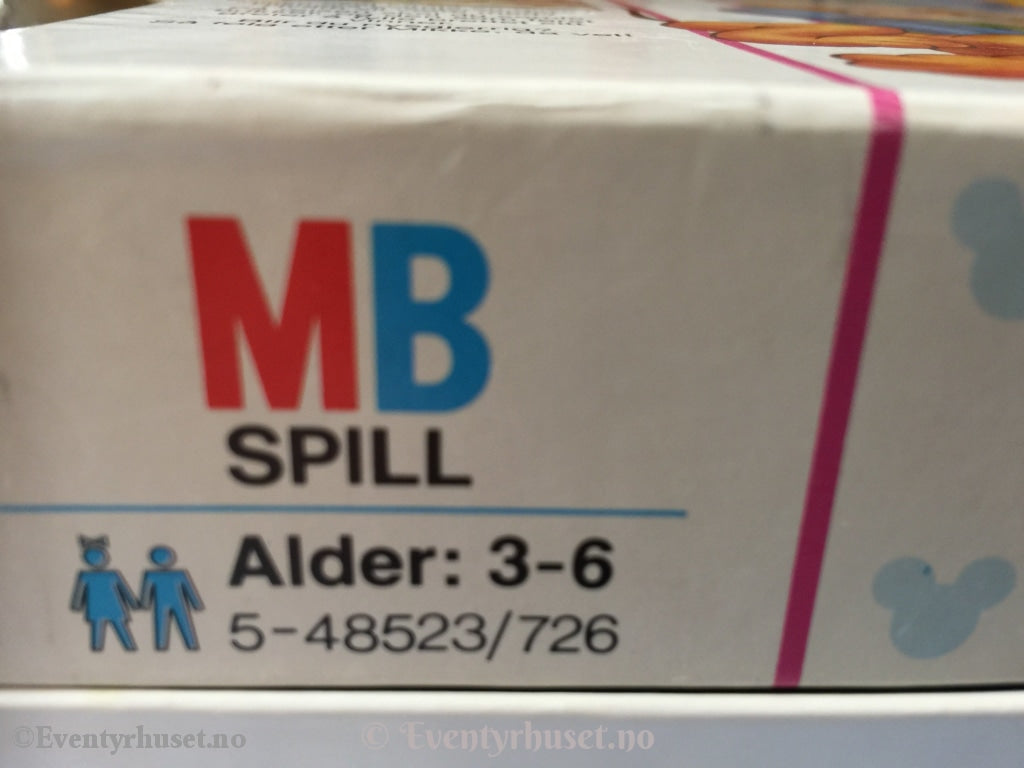 MB
SPILL
Alder: 3-6
5-48523/726
©Eventyrhuset.no
© Eventyrhuset.no